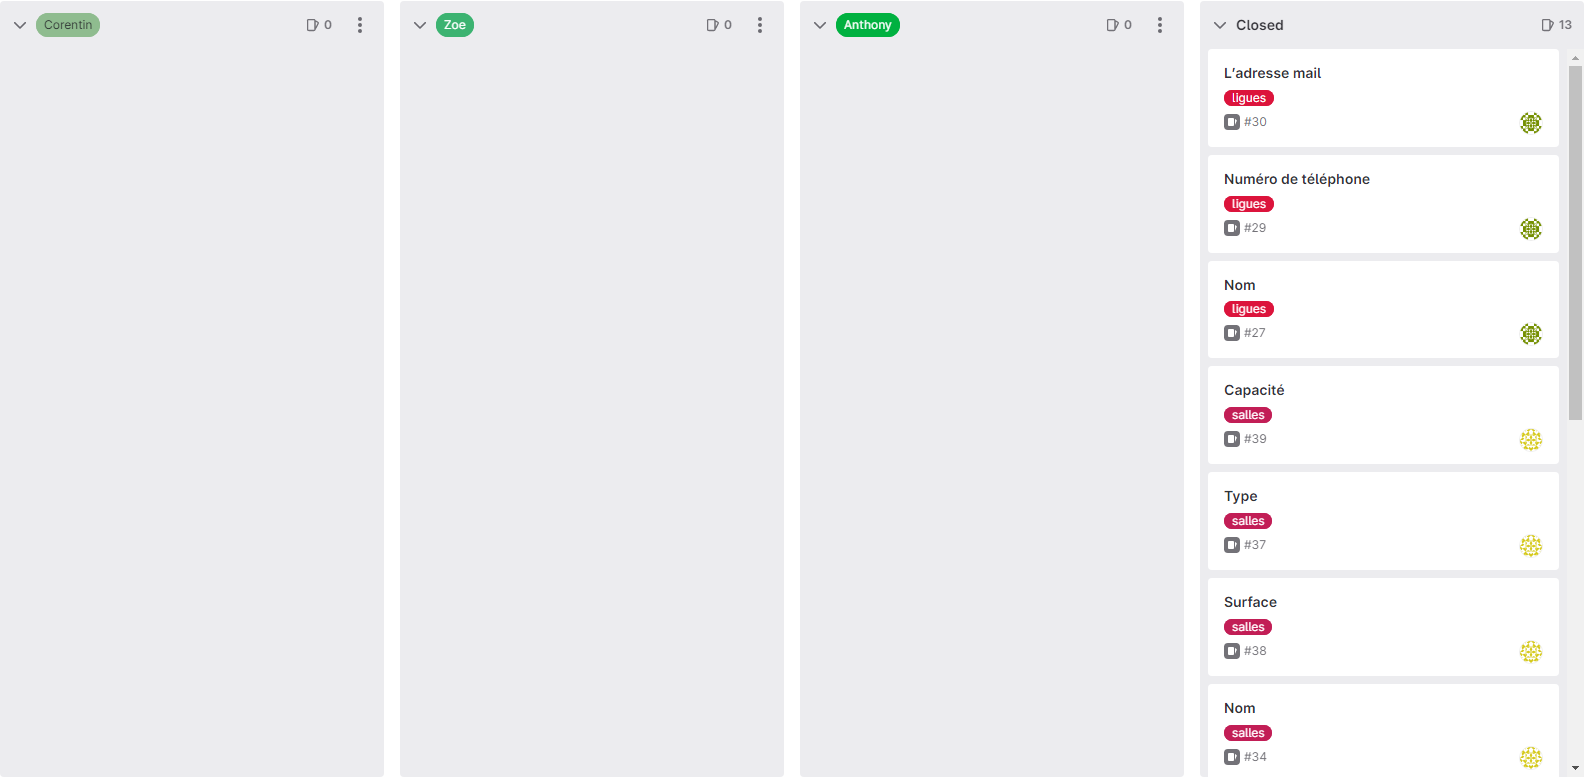 Corentin 0
Zoe 0
Anthony 0
Closed 13
L'adresse mail
ligues
#30
Numéro de téléphone
ligues
#29
Nom
ligues
#27
Capacité
salles
#39
Type
salles
#37
Surface
salles
#38
Nom
salles
#34